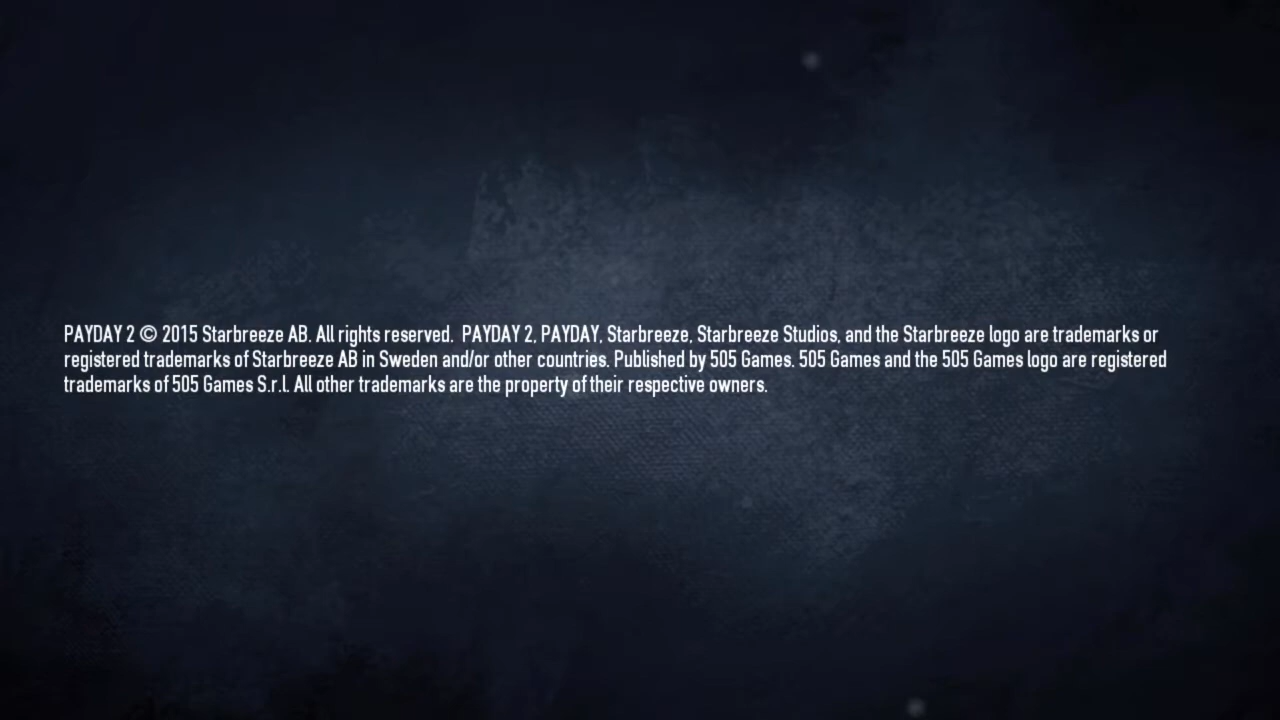 PAYDAY 2 © 2015 Starbreeze AB. All rights reserved.  PAYDAY 2, PAYDAY, Starbreeze, Starbreeze Studios, and the Starbreeze logo are trademarks or
registered trademarks of Starbreeze AB in Sweden and/or other countries. Published by 505 Games. 505 Games and the 505 Games logo are registered
trademarks of 505 Games S.r.l. All other trademarks are the property of their respective owners.